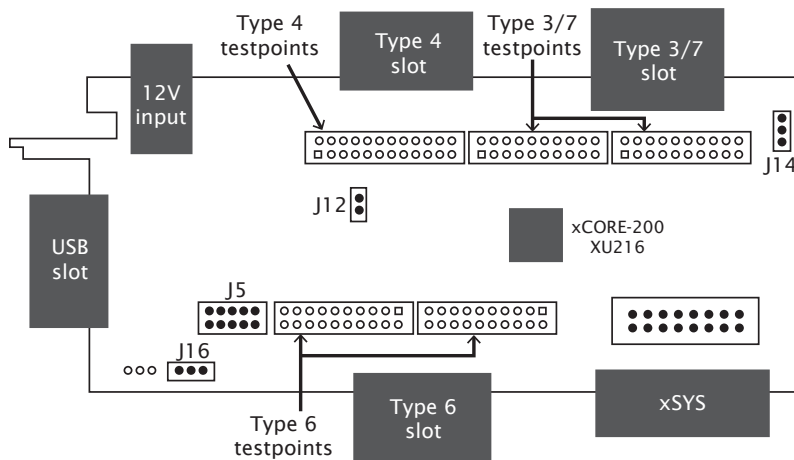 Type 4
testpoints
Type 4
slot
Type 3/7
testpoints
Type 3/7
slot
12V
input
J14
J12
xCORE-200
XU216
USB
slot
J5
J16
Type 6
testpoints
Type 6
slot
xSYS